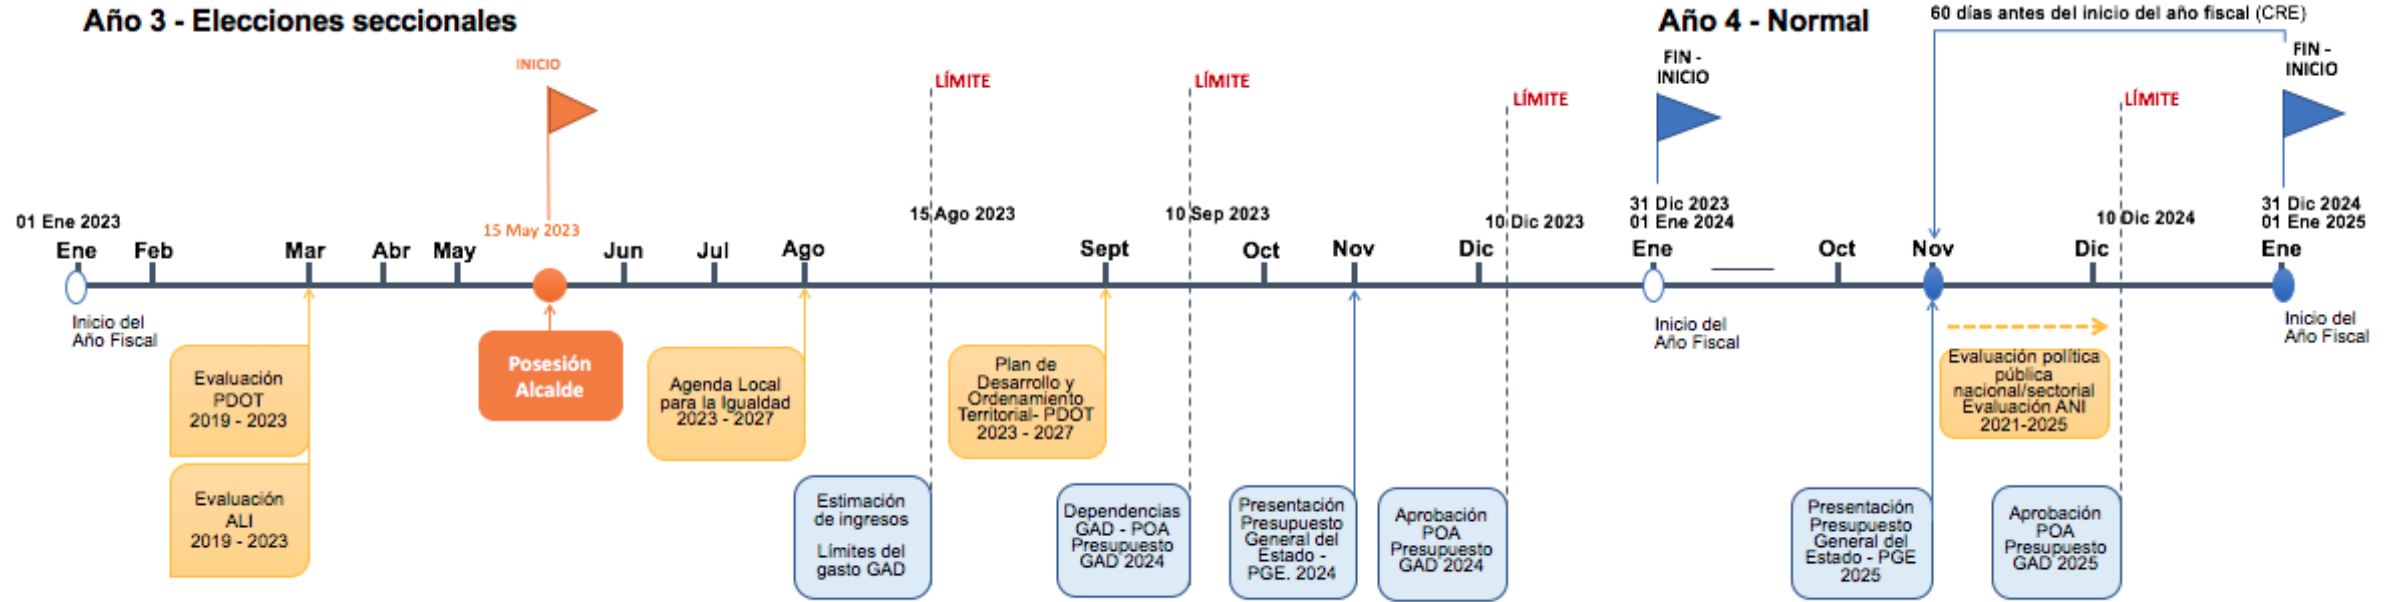 Año 3 - Elecciones seccionales
Año 4 - Normal
60 días antes del inicio del año fiscal (CRE)
INICIO
LÍMITE
LÍMITE
LÍMITE
FIN -
INICIO
LÍMITE
FIN -
INICIO
01 Ene 2023
15 May 2023
15 Ago 2023
10 Sep 2023
10 Dic 2023
31 Dic 2023
01 Ene 2024
10 Dic 2024
31 Dic 2024
01 Ene 2025
Ene
Feb
Mar
Abr
May
Jun
Jul
Ago
Sept
Oct
Nov
Dic
Ene
Oct
Nov
Dic
Ene
Inicio del
Año Fiscal
Evaluación
PDOT
2019 - 2023
Evaluación
ALI
2019 - 2023
Posesión
Alcalde
Agenda Local
para la Igualdad
2023 - 2027
Estimación
de ingresos
Límites del
gasto GAD
Plan de
Desarrollo y
Ordenamiento
Territorial- PDOT
2023 - 2027
Dependencias
GAD - POA
Presupuesto
GAD 2024
Presentación
Presupuesto
General del
Estado -
PGE. 2024
Aprobación
POA
Presupuesto
GAD 2024
Inicio del
Año Fiscal
Presentación
Presupuesto
General del
Estado - PGE
2025
Evaluación política
pública
nacional/sectorial
Evaluación ANI
2021-2025
Aprobación
POA
Presupuesto
GAD 2025
Inicio del
Año Fiscal